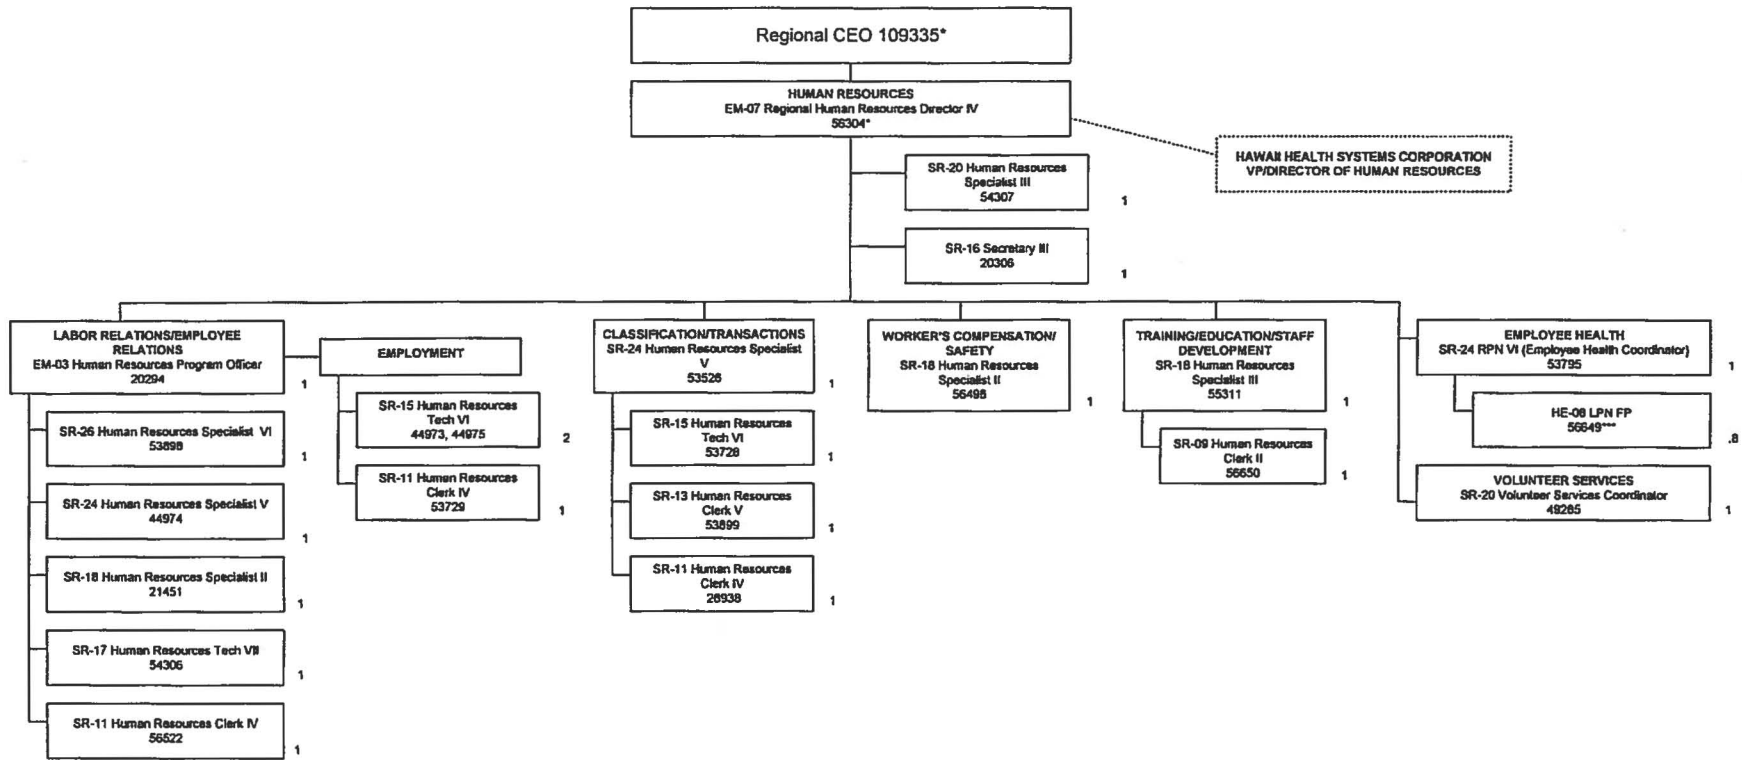 Regional CEO 109335*
HUMAN RESOURCES
EM-07 Regional Human Resources Director IV
56304*
HAWAII HEALTH SYSTEMS CORPORATION
VP/DIRECTOR OF HUMAN RESOURCES
SR-20 Human Resources
Specialist III
54307
1
SR-16 Secretary III
20306
1
LABOR RELATIONS/EMPLOYEE
RELATIONS
EM-03 Human Resources Program Officer
20294
1
SR-26 Human Resources Specialist VI
53898
1
SR-24 Human Resources Specialist V
44974
1
SR-18 Human Resources Specialist II
21451
1
SR-17 Human Resources Tech VII
54306
1
SR-11 Human Resources Clerk IV
56522
1
EMPLOYMENT
SR-15 Human Resources
Tech VI
44973, 44975
2
SR-11 Human Resources
Clerk IV
53729
1
CLASSIFICATION/TRANSACTIONS
SR-24 Human Resources Specialist
V
53526
1
SR-15 Human Resources
Tech VI
53728
1
SR-13 Human Resources
Clerk V
53899
1
SR-11 Human Resources
Clerk IV
26938
1
WORKER'S COMPENSATION/
SAFETY
SR-18 Human Resources
Specialist II
56498
1
TRAINING/EDUCATION/STAFF
DEVELOPMENT
SR-18 Human Resources
Specialist III
55311
1
SR-09 Human Resources
Clerk II
56650
1
EMPLOYEE HEALTH
SR-24 RPN VI (Employee Health Coordinator)
53795
1
HE-08 LPN FP
56649***
.8
VOLUNTEER SERVICES
SR-20 Volunteer Services Coordinator
49265
1